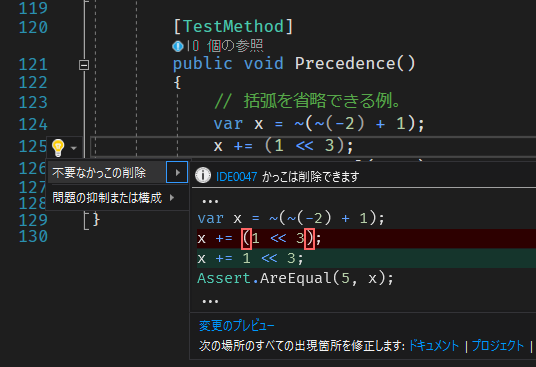 119
120 [TestMethod]
0 個の参照
121 public void Precedence()
122 {
123 // 括弧を省略できる例。
124 var x = ~(~(-2) + 1);
125 x += (1 << 3);
126
不要なかっこの削除
127
問題の抑制または構成
128
129 }
130
IDE0047 かっこは削除できます
...
var x = ~(~(-2) + 1);
x += (1 << 3);
x += 1 << 3;
Assert.AreEqual(5, x);
...
変更のプレビュー
次の場所のすべての出現箇所を修正します: ドキュメント | プロジェクト |